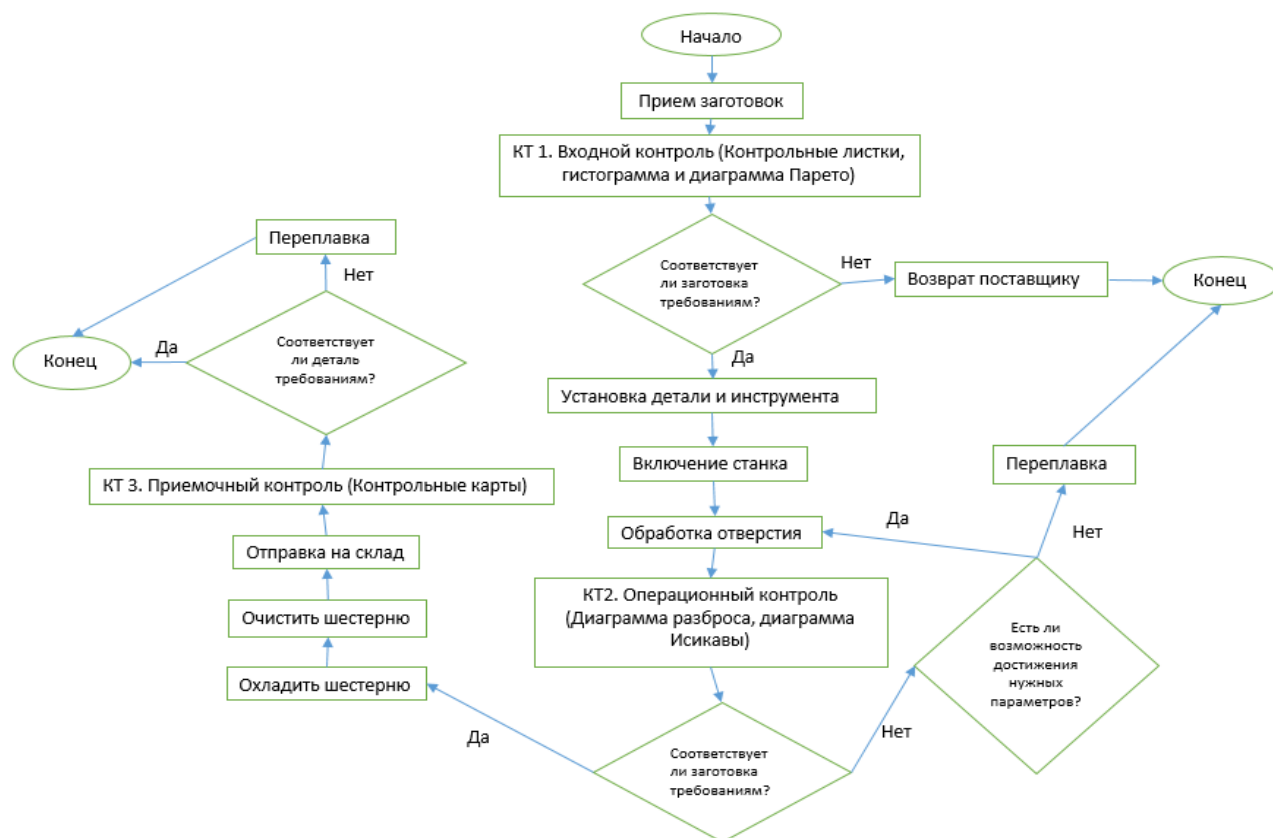 Начало
Прием заготовок
КТ 1. Входной контроль (Контрольные листки,
гистограмма и диаграмма Парето)
Соответствует
ли заготовка
требованиям?
Нет
Возврат поставщику
Конец
Да
Установка детали и инструмента
Включение станка
Обработка отверстия
КТ2. Операционный контроль
(Диаграмма разброса, диаграмма
Исикавы)
Соответствует
ли заготовка
требованиям?
Нет
Есть ли
возможность
достижения
нужных
параметров?
Да
Нет
Переплавка
Да
Охладить шестерню
Очистить шестерню
Отправка на склад
КТ 3. Приемочный контроль (Контрольные карты)
Соответствует
ли деталь
требованиям?
Нет
Переплавка
Да
Конец